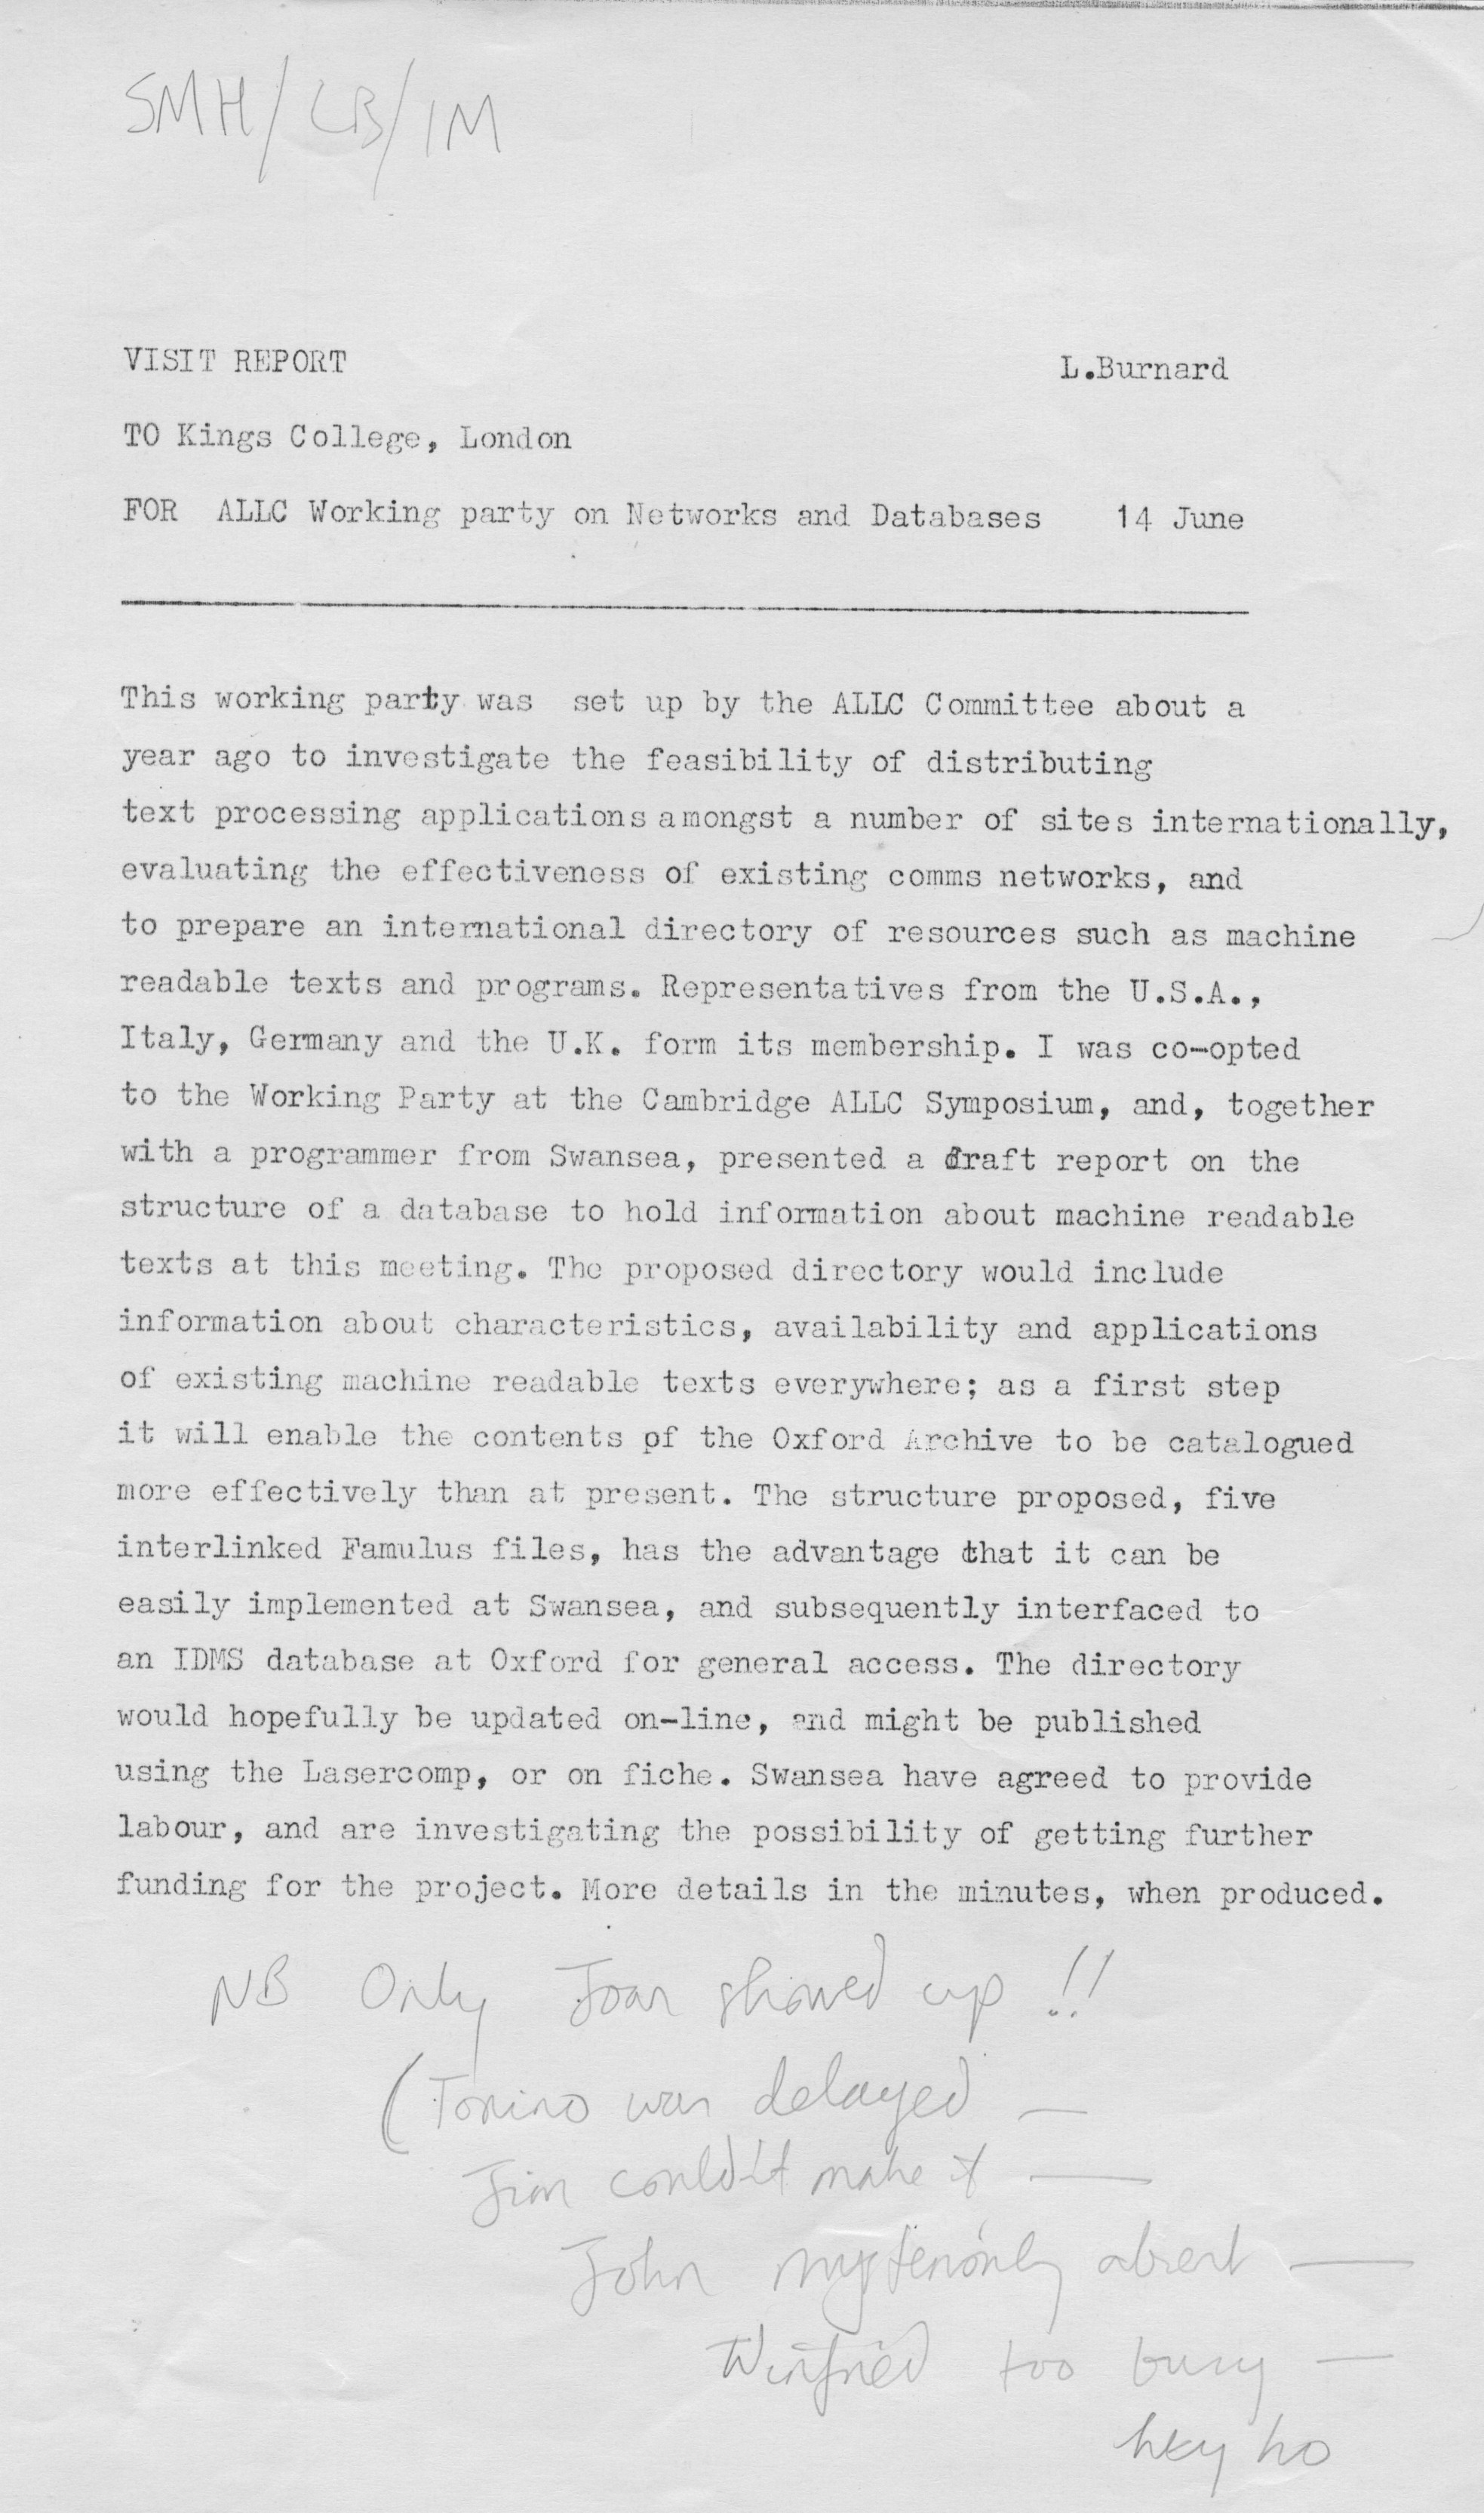 SMH/LB/IM
VISIT REPORT L.Burnard
TO Kings College, London
FOR ALLC Working party on Networks and Databases 14 June
This working party was set up by the ALLC Committee about a
year ago to investigate the feasibility of distributing
text processing applications amongst a number of sites internationally,
evaluating the effectiveness of existing comms networks, and
to prepare an international directory of resources such as machine
readable texts and programs. Representatives from the U.S.A.,
Italy, Germany and the U.K. form its membership. I was co-opted
to the Working Party at the Cambridge ALLC Symposium, and, together
with a programmer from Swansea, presented a draft report on the
structure of a database to hold information about machine readable
texts at this meeting. The proposed directory would include
information about characteristics, availability and applications
of existing machine readable texts everywhere; as a first step
it will enable the contents of the Oxford Archive to be catalogued
more effectively than at present. The structure proposed, five
interlinked Famulus files, has the advantage that it can be
easily implemented at Swansea, and subsequently interfaced to
an IDMS database at Oxford for general access. The directory
would hopefully be updated on-line, and might be published
using the Lasercomp, or on fiche. Swansea have agreed to provide
labour, and are investigating the possibility of getting further
funding for the project. More details in the minutes, when produced.
NB Only Joan showed up !!
(Tonino was delayed —
Jim could't make it —
John mysteriously absent —
Winfried too busy —
hey ho